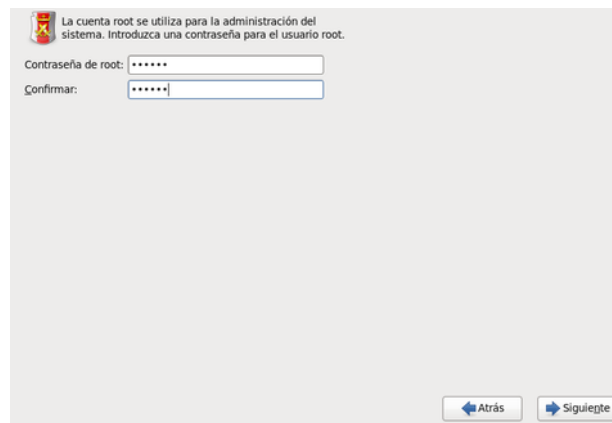 La cuenta root se utiliza para la administración del
sistema. Introduzca una contraseña para el usuario root.
Contraseña de root: ••••••
Confirmar: ••••••
Atrás
Siguiente